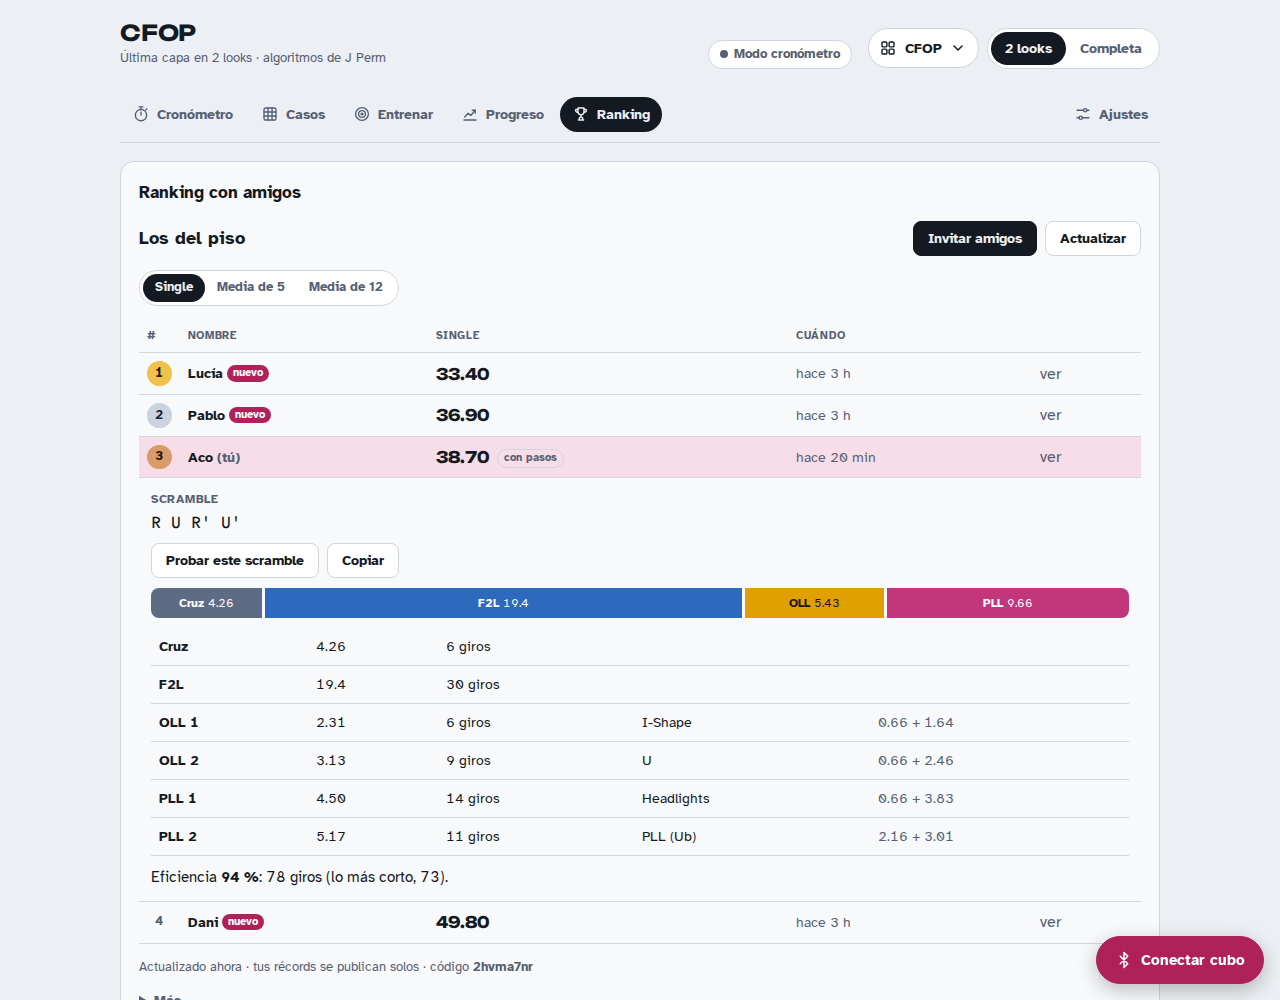 CFOP
Última capa en 2 looks · algoritmos de J Perm
Modo cronómetro
CFOP
2 looks
Completa
Cronómetro
Casos
Entrenar
Progreso
Ranking
Ajustes
Ranking con amigos
Los del piso
Invitar amigos
Actualizar
Single
Media de 5
Media de 12
# NOMBRE SINGLE CUÁNDO
1 Lucía nuevo 33.40 hace 3 h ver
2 Pablo nuevo 36.90 hace 3 h ver
3 Aco (tú) 38.70 con pasos hace 20 min ver
SCRAMBLE
R U R' U'
Probar este scramble
Copiar
Cruz 4.26 F2L 19.4 OLL 5.43 PLL 9.66
Cruz 4.26 6 giros
F2L 19.4 30 giros
OLL 1 2.31 6 giros I-Shape 0.66 + 1.64
OLL 2 3.13 9 giros U 0.66 + 2.46
PLL 1 4.50 14 giros Headlights 0.66 + 3.83
PLL 2 5.17 11 giros PLL (Ub) 2.16 + 3.01
Eficiencia 94 %: 78 giros (lo más corto, 73).
4 Dani nuevo 49.80 hace 3 h ver
Conectar cubo
Actualizado ahora · tus récords se publican solos · código 2hvma7nr
Más